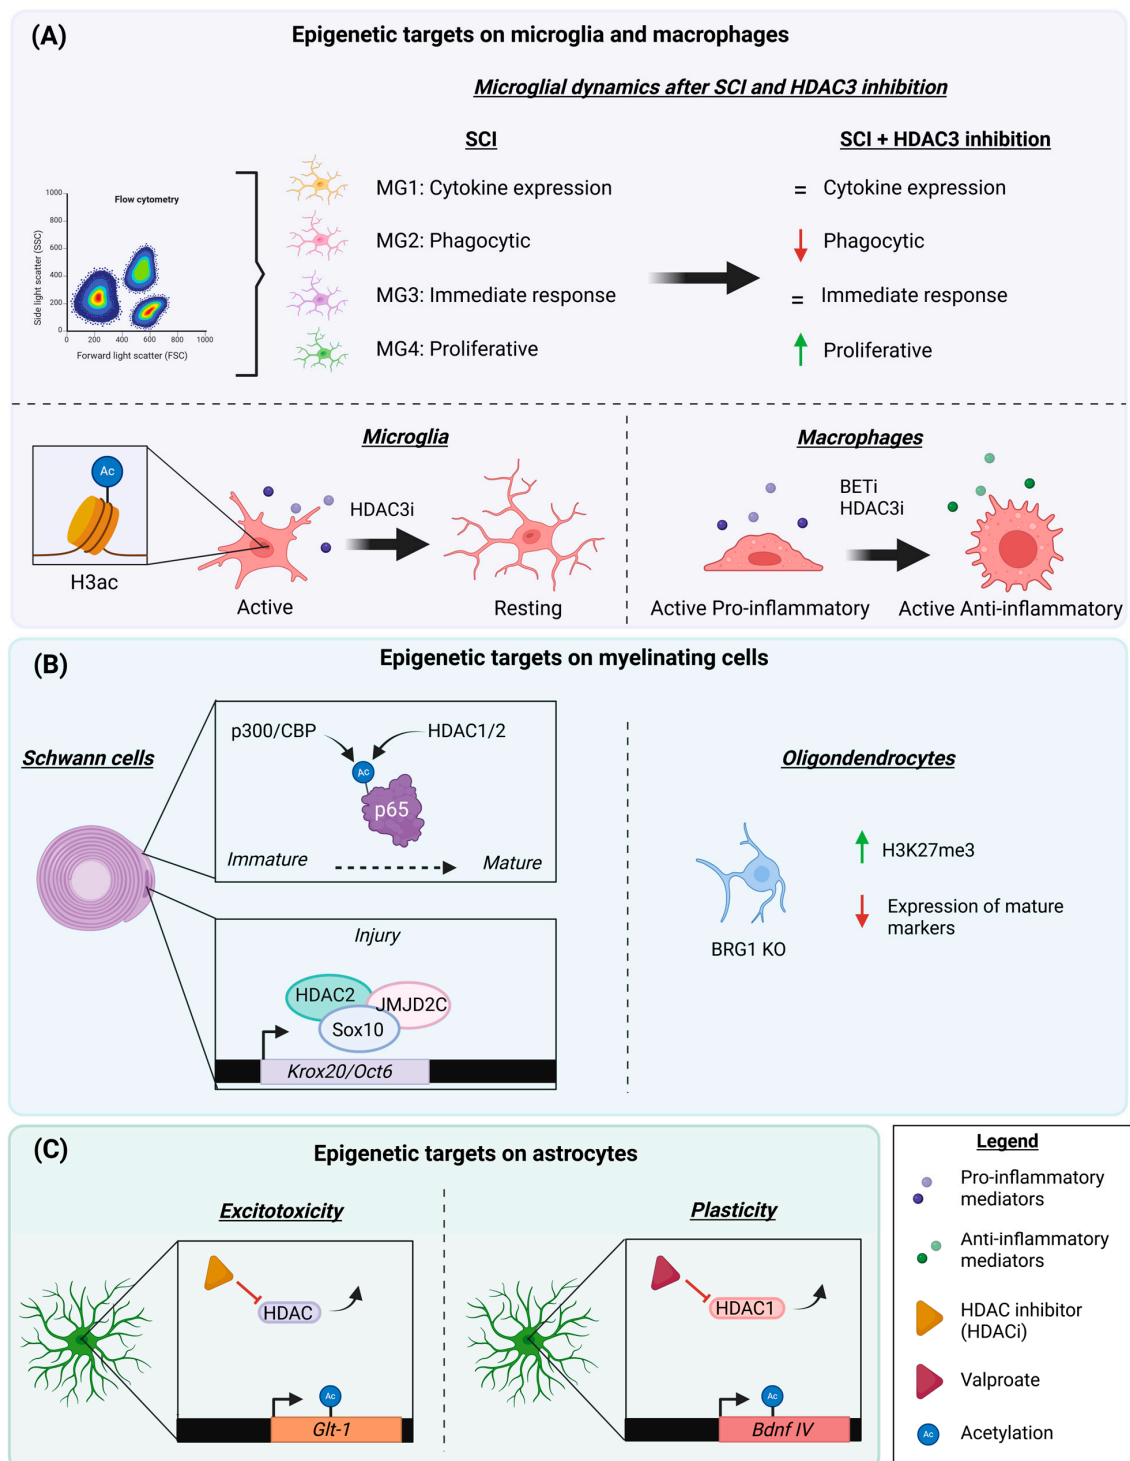 (A)
Epigenetic targets on microglia and macrophages
Microglial dynamics after SCI and HDAC3 inhibition
SCI
SCI + HDAC3 inhibition
Flow cytometry
Side light scatter (SSC)
1000
800
600
400
200
0
0 200 400 600 800 1000
Forward light scatter (FSC)
MG1: Cytokine expression
MG2: Phagocytic
MG3: Immediate response
MG4: Proliferative
= Cytokine expression
Phagocytic
= Immediate response
Proliferative
Microglia
Ac
H3ac
HDAC3i
Active
Resting
Macrophages
BETi
HDAC3i
Active Pro-inflammatory
Active Anti-inflammatory
(B)
Epigenetic targets on myelinating cells
Schwann cells
p300/CBP
HDAC1/2
Ac
p65
Immature
Mature
Injury
HDAC2
JMJD2C
Sox10
Krox20/Oct6
Oligondendrocytes
BRG1 KO
H3K27me3
Expression of mature
markers
(C)
Epigenetic targets on astrocytes
Excitotoxicity
HDAC
Ac
Glt-1
Plasticity
HDAC1
Ac
Bdnf IV
Legend
Pro-inflammatory
mediators
Anti-inflammatory
mediators
HDAC inhibitor
(HDACi)
Valproate
Ac
Acetylation